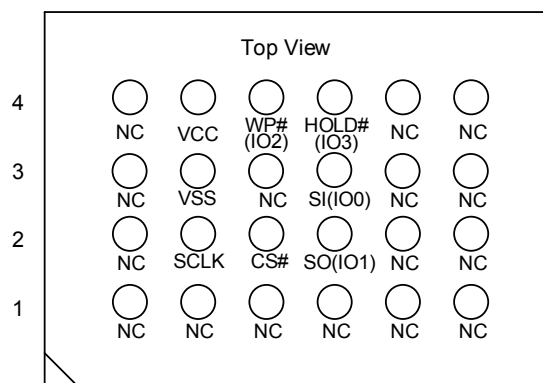 Top View
4
NC VCC WP# (IO2) HOLD# (IO3) NC NC
3
NC VSS NC SI(IO0) NC NC
2
NC SCLK CS# SO(IO1) NC NC
1
NC NC NC NC NC NC